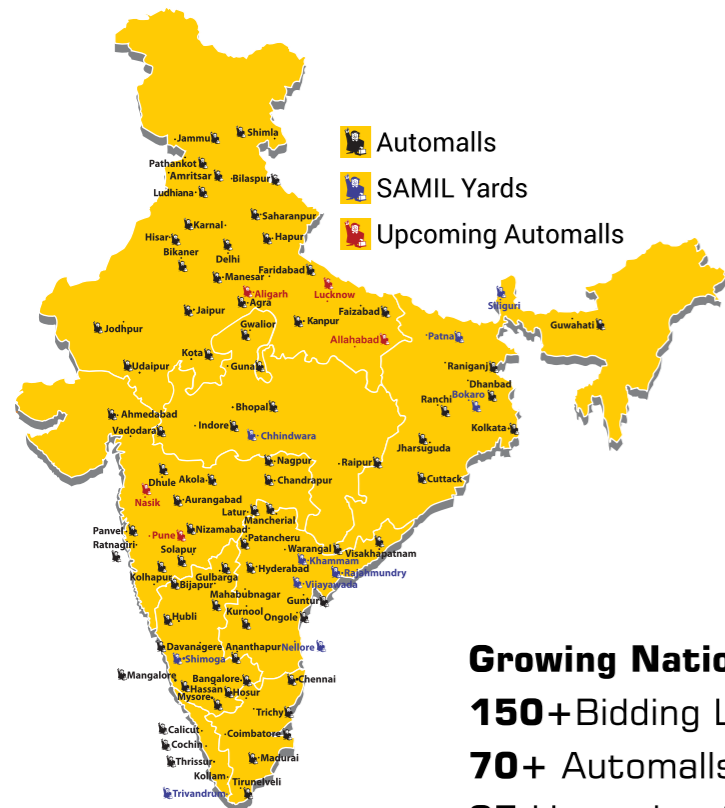 Automalls
SAMIL Yards
Upcoming Automalls
Jammu
Shimla
Pathankot
Amritsar
Bilaspur
Ludhiana
Saharanpur
Karnal
Hisar
Hapur
Bikaner
Delhi
Manesar
Faridabad
Aligarh
Lucknow
Agra
Jaipur
Faizabad
Kanpur
Gwalior
Jodhpur
Allahabad
Patna
Siliguri
Guwahati
Kota
Guna
Udaipur
Raniganj
Dhanbad
Bokaro
Ranchi
Bhopal
Ahmedabad
Indore
Vadodara
Chhindwara
Kolkata
Jharsuguda
Nagpur
Raipur
Dhule
Akola
Chandrapur
Cuttack
Nasik
Aurangabad
Latur
Mancherial
Panvel
Nizamabad
Pune
Ratnagiri
Patancheru
Solapur
Warangal
Visakhapatnam
Khammam
Kolhapur
Gulbarga
Hyderabad
Rajahmundry
Bijapur
Vijayawada
Mahabubnagar
Guntur
Kurnool
Hubli
Ongole
Davanagere
Ananthapur
Nellore
Shimoga
Mangalore
Bangalore
Chennai
Hassan
Hosur
Mysore
Trichy
Calicut
Coimbatore
Cochin
Thrissur
Madurai
Kollam
Tirunelveli
Trivandrum
Growing Natio
150+Bidding L
70+ Automalls